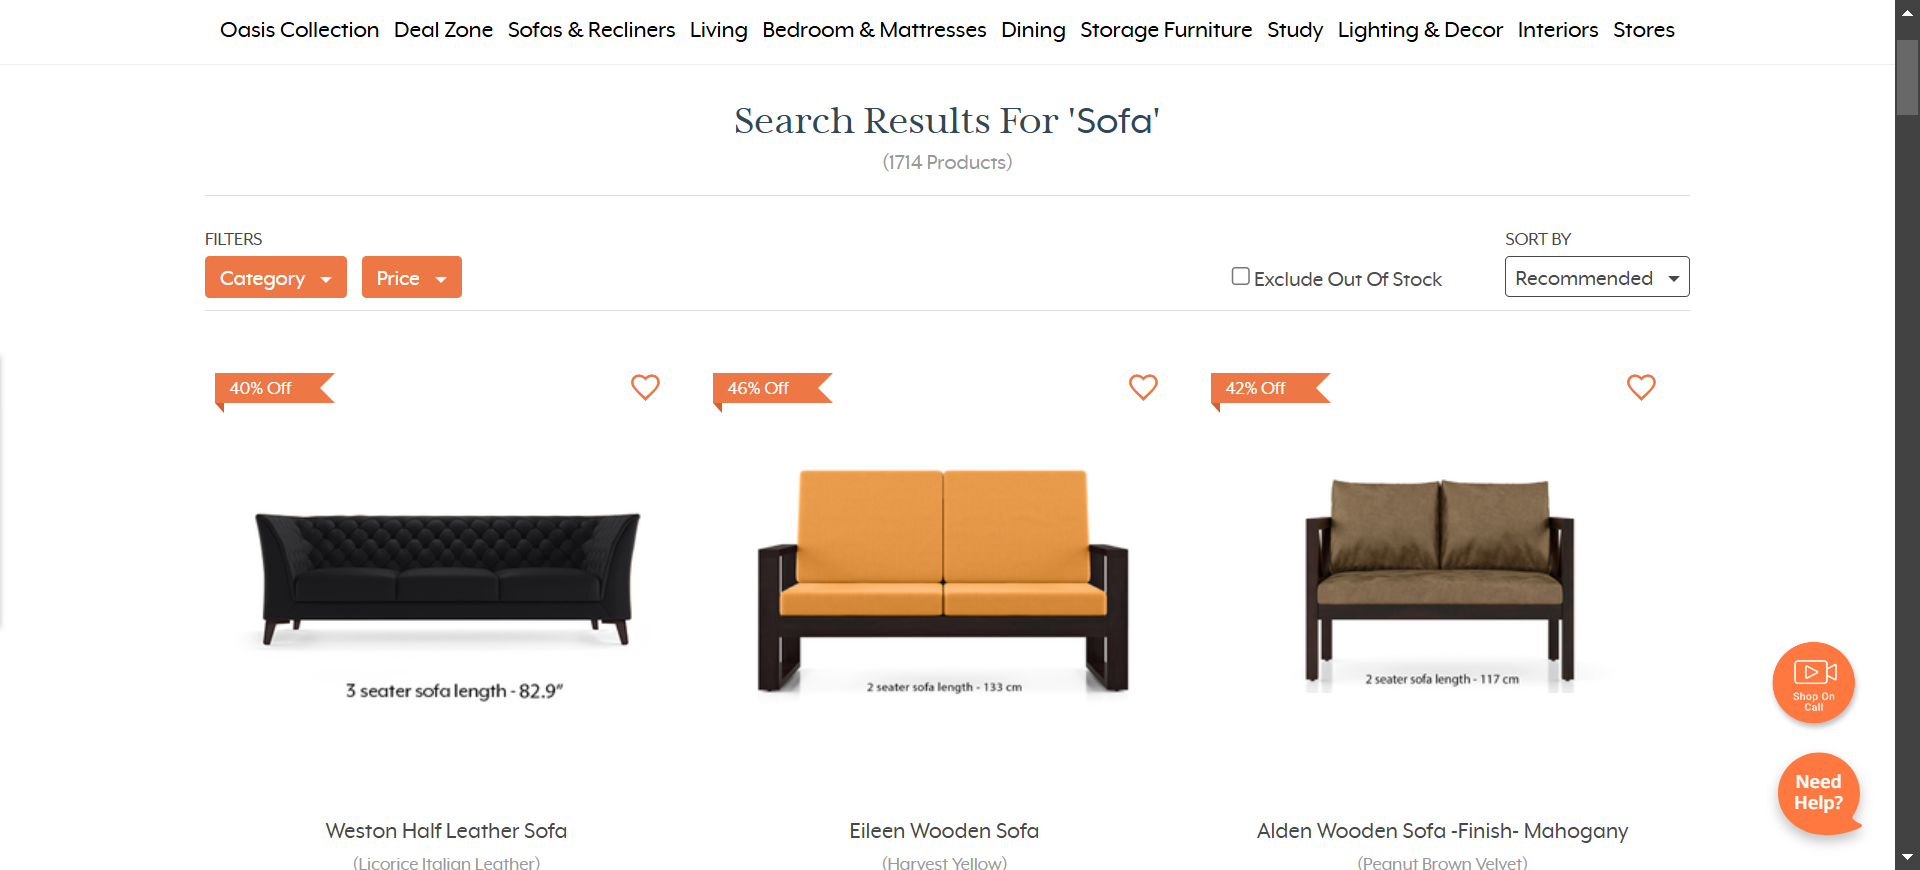 Oasis Collection Deal Zone Sofas & Recliners Living Bedroom & Mattresses Dining Storage Furniture Study Lighting & Decor Interiors Stores
Search Results For 'Sofa'
(1714 Products)
FILTERS
SORT BY
Category Price Exclude Out Of Stock Recommended
40% Off 46% Off 42% Off
3 seater sofa length - 82.9″
2 seater sofa length - 133 cm
2 seater sofa length - 117 cm
Shop On
Call
Need
Help?
Weston Half Leather Sofa
(Licorice Italian Leather)
Eileen Wooden Sofa
(Harvest Yellow)
Alden Wooden Sofa -Finish- Mahogany
(Peanut Brown Velvet)